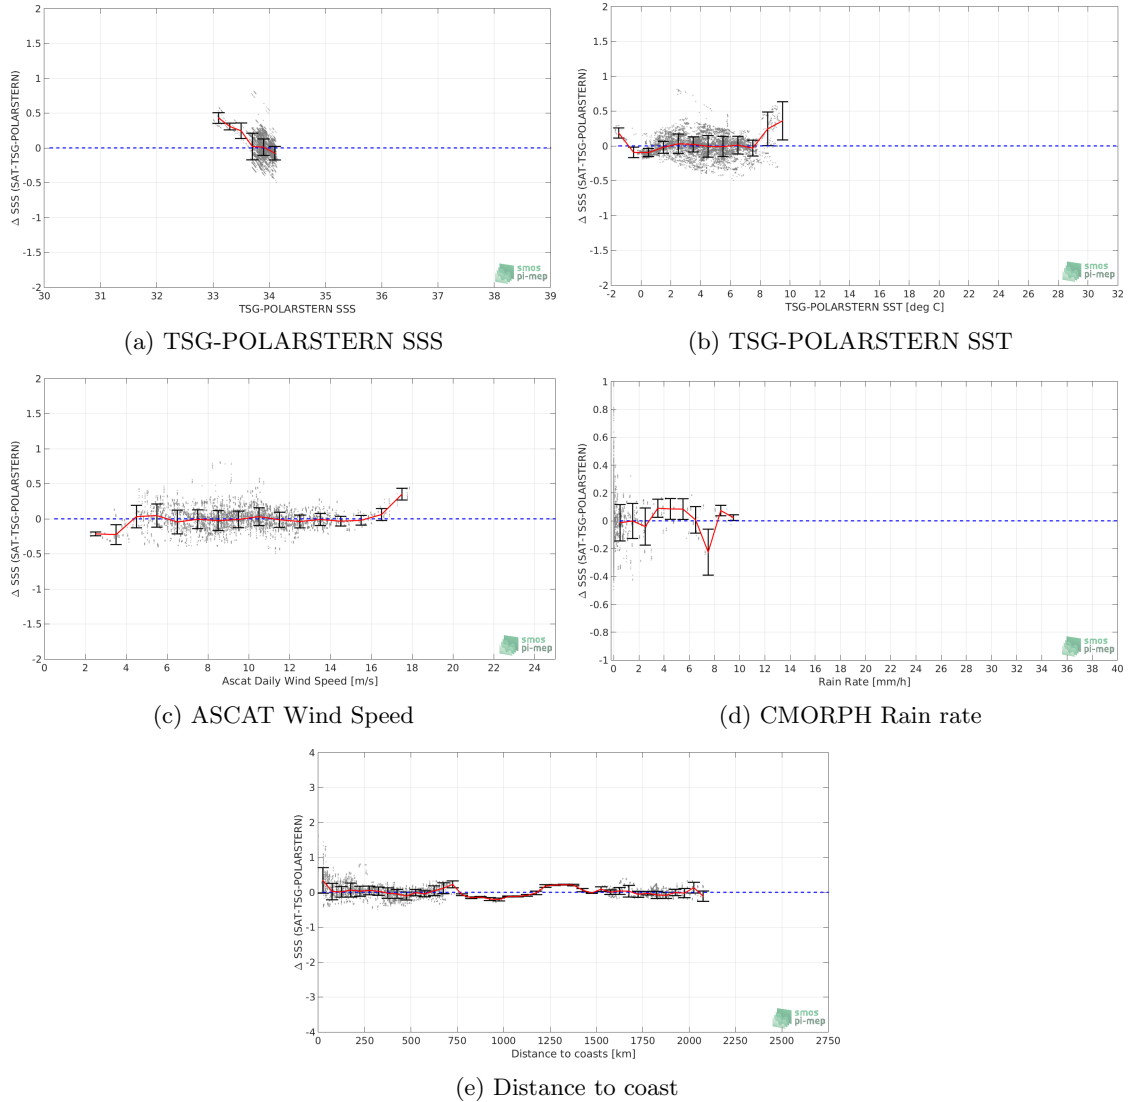 2
1.5
1
0.5
0
-0.5
-1
-1.5
-2
Δ SSS (SAT-TSG-POLARSTERN)
30 31 32 33 34 35 36 37 38 39
TSG-POLARSTERN SSS
smos
pi-mep
(a) TSG-POLARSTERN SSS
2
1.5
1
0.5
0
-0.5
-1
-1.5
-2
Δ SSS (SAT-TSG-POLARSTERN)
-2 0 2 4 6 8 10 12 14 16 18 20 22 24 26 28 30 32
TSG-POLARSTERN SST [deg C]
smos
pi-mep
(b) TSG-POLARSTERN SST
2
1.5
1
0.5
0
-0.5
-1
-1.5
-2
Δ SSS (SAT-TSG-POLARSTERN)
0 2 4 6 8 10 12 14 16 18 20 22 24
Ascat Daily Wind Speed [m/s]
smos
pi-mep
(c) ASCAT Wind Speed
1
0.8
0.6
0.4
0.2
0
-0.2
-0.4
-0.6
-0.8
-1
Δ SSS (SAT-TSG-POLARSTERN)
0 2 4 6 8 10 12 14 16 18 20 22 24 26 28 30 32 34 36 38 40
Rain Rate [mm/h]
smos
pi-mep
(d) CMORPH Rain rate
4
3
2
1
0
-1
-2
-3
-4
Δ SSS (SAT-TSG-POLARSTERN)
0 250 500 750 1000 1250 1500 1750 2000 2250 2500 2750
Distance to coasts [km]
smos
pi-mep
(e) Distance to coast